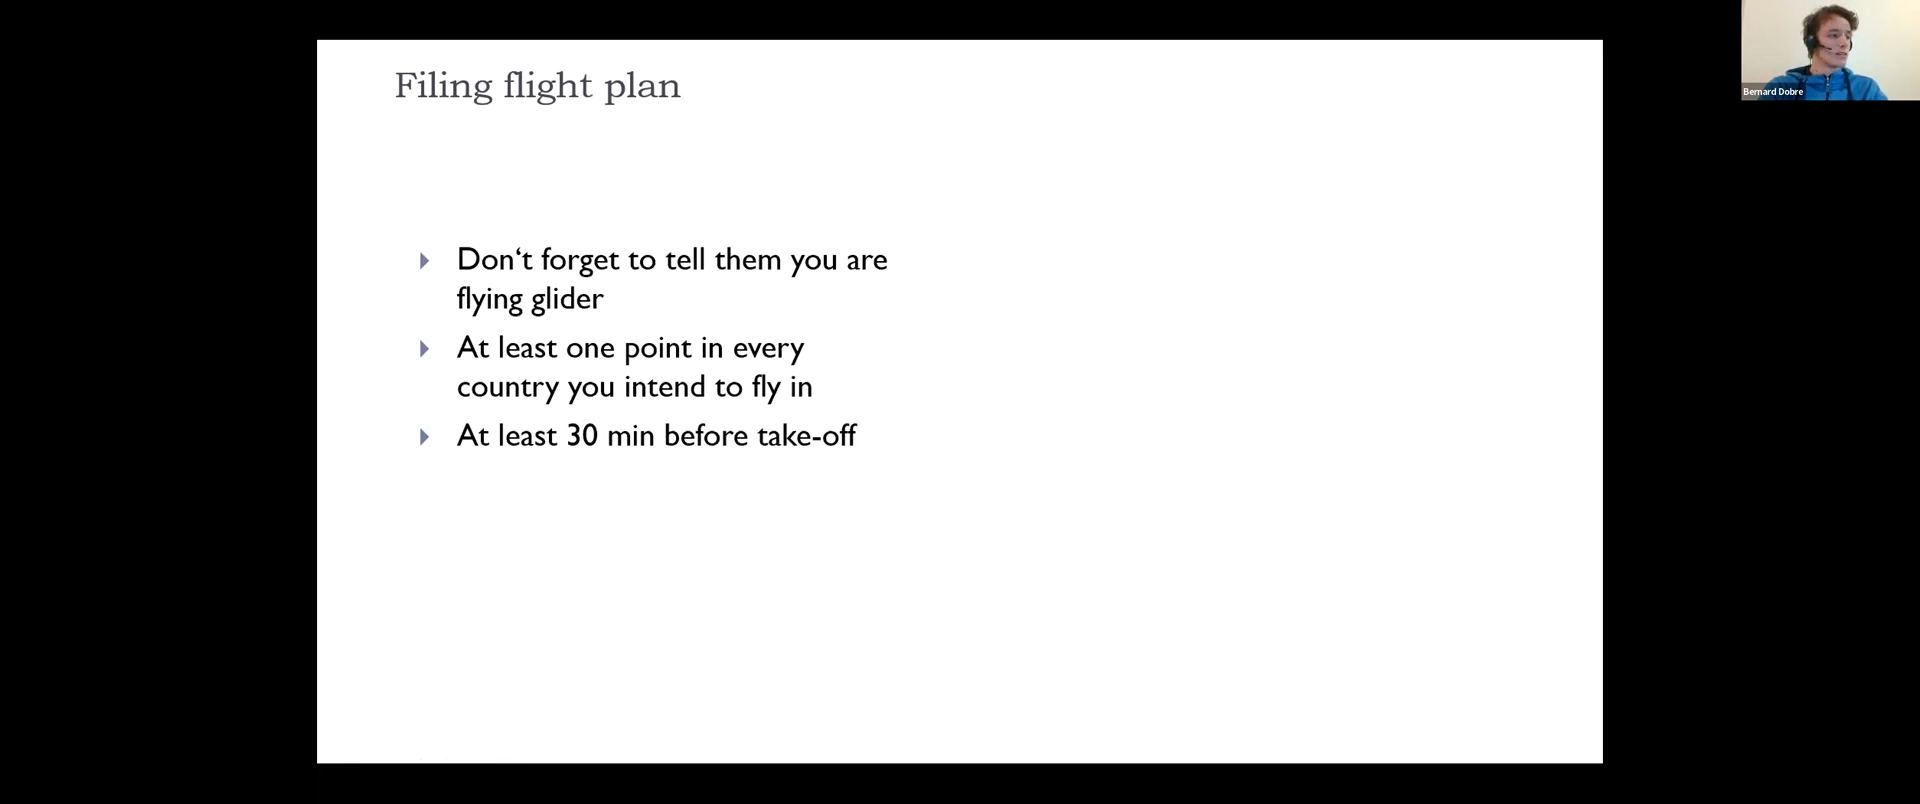 Filing flight plan
Don‘t forget to tell them you are
flying glider
At least one point in every
country you intend to fly in
At least 30 min before take-off
Bernard Dobre